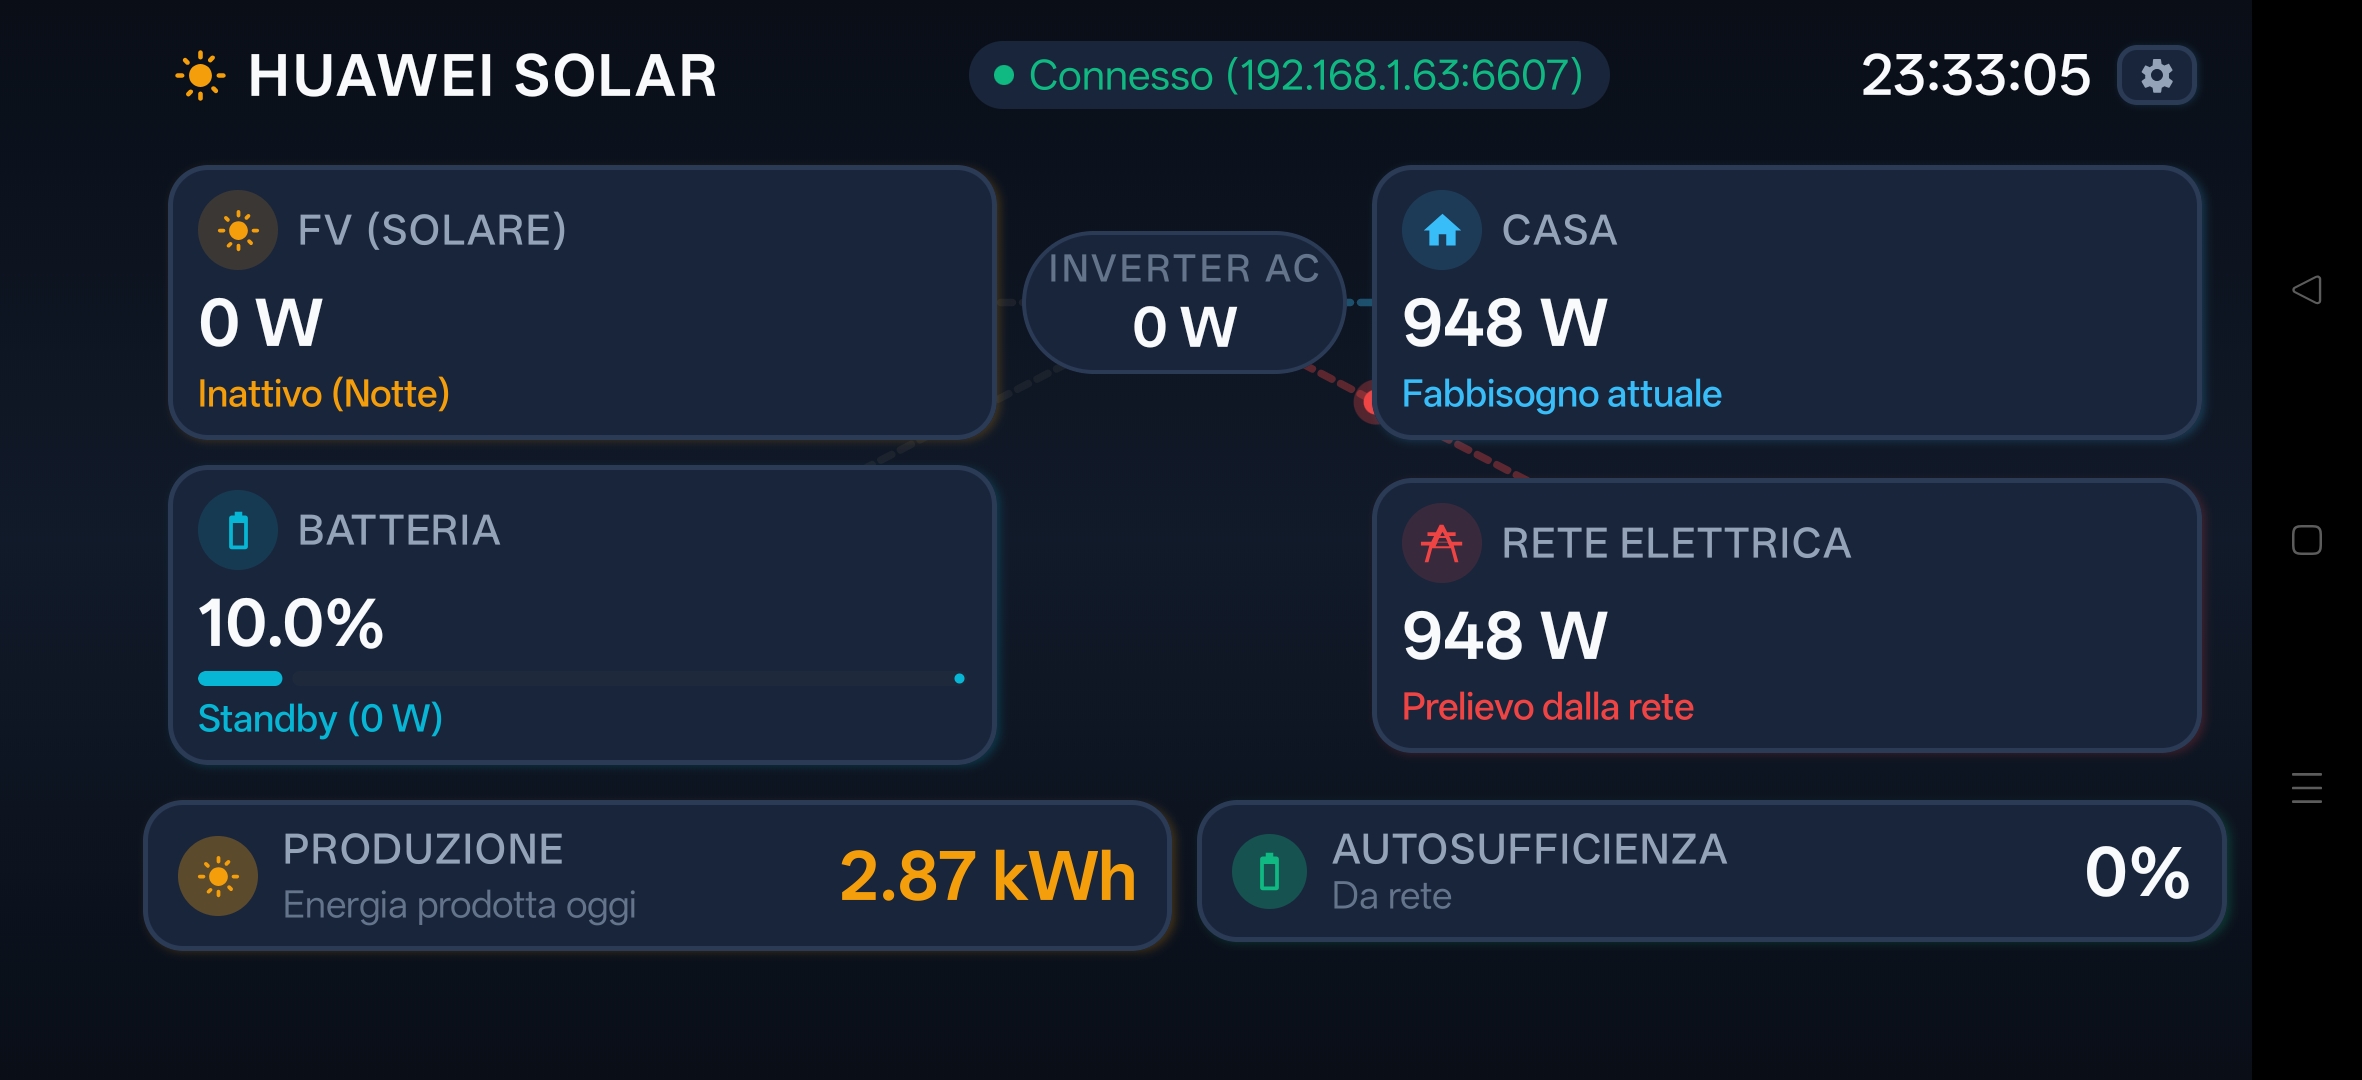 HUAWEI SOLAR
Connesso (192.168.1.63:6607)
23:33:05
FV (SOLARE)
0 W
Inattivo (Notte)
INVERTER AC
0 W
CASA
948 W
Fabbisogno attuale
BATTERIA
10.0%
Standby (0 W)
RETE ELETTRICA
948 W
Prelievo dalla rete
PRODUZIONE
Energia prodotta oggi
2.87 kWh
AUTOSUFFICIENZA
Da rete
0%